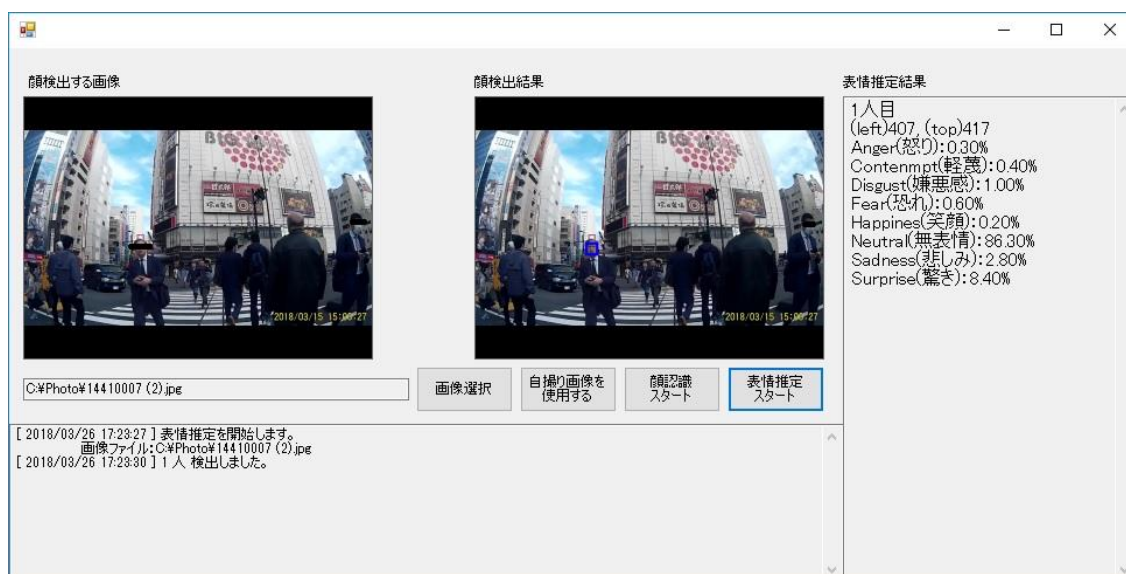 顔検出する画像
顔検出結果
表情推定結果
2018/03/15 15:00:27
2018/03/15 15:00:27
1人目
(left)407, (top)417
Anger(怒り):0.30%
Contenmpt(軽蔑):0.40%
Disgust(嫌悪感):1.00%
Fear(恐れ):0.60%
Happines(笑顔):0.20%
Neutral(無表情):86.30%
Sadness(悲しみ):2.80%
Surprise(驚き):8.40%
C:¥Photo¥14410007 (2).jpg
画像選択
自撮り画像を
使用する
顔認識
スタート
表情推定
スタート
[ 2018/03/26 17:23:27 ] 表情推定を開始します。
画像ファイル:C:¥Photo¥14410007 (2).jpg
[ 2018/03/26 17:23:30 ] 1 人 検出しました。